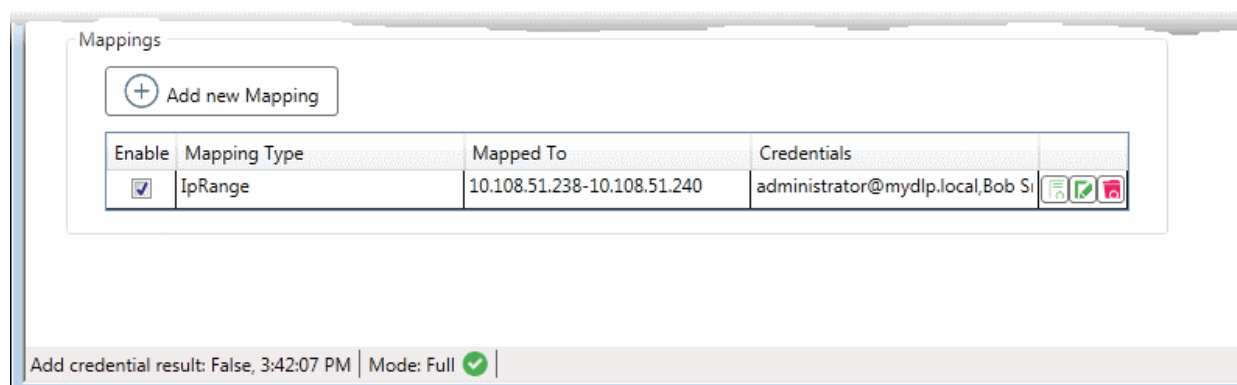 Mappings
Add new Mapping
Enable Mapping Type Mapped To Credentials
IpRange 10.108.51.238-10.108.51.240 administrator@mydlp.local,Bob
Add credential result: False, 3:42:07 PM Mode: Full